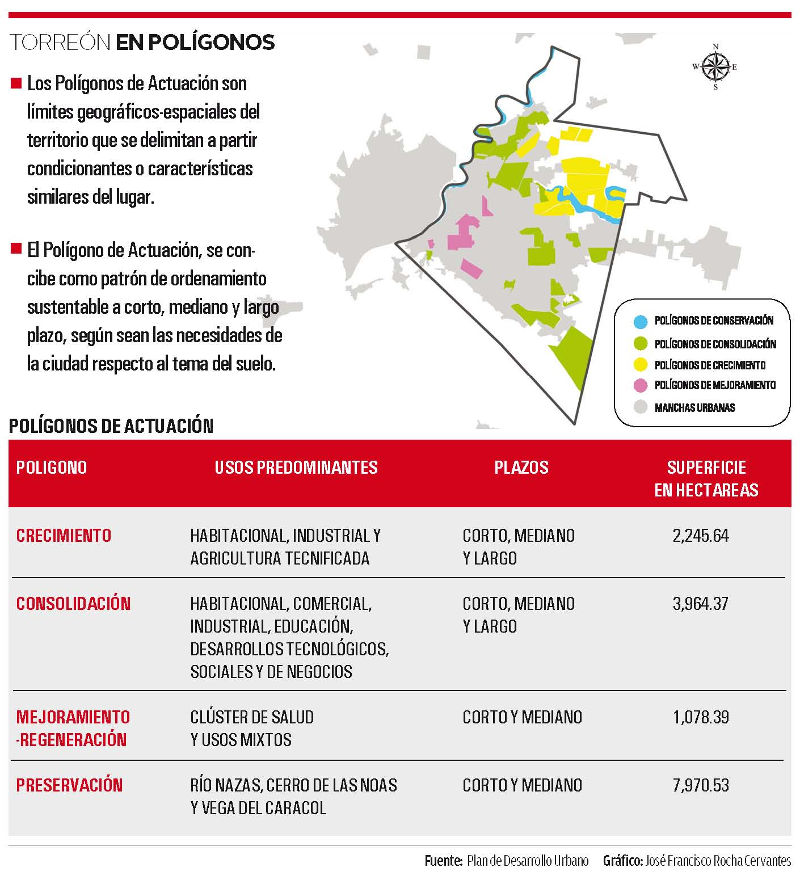 TORREÓN EN POLÍGONOS
Los Polígonos de Actuación son
límites geográficos-espaciales del
territorio que se delimitan a partir
condicionantes o características
similares del lugar.
El Polígono de Actuación, se con-
cibe como patrón de ordenamiento
sustentable a corto, mediano y largo
plazo, según sean las necesidades de
la ciudad respecto al tema del suelo.
N
W E
S
POLÍGONOS DE CONSERVACIÓN
POLÍGONOS DE CONSOLIDACIÓN
POLÍGONOS DE CRECIMIENTO
POLÍGONOS DE MEJORAMIENTO
MANCHAS URBANAS
POLÍGONOS DE ACTUACIÓN
POLIGONO USOS PREDOMINANTES PLAZOS SUPERFICIE
EN HECTAREAS
CRECIMIENTO HABITACIONAL, INDUSTRIAL Y CORTO, MEDIANO 2,245.64
AGRICULTURA TECNIFICADA Y LARGO
CONSOLIDACIÓN HABITACIONAL, COMERCIAL, CORTO, MEDIANO 3,964.37
INDUSTRIAL, EDUCACIÓN, Y LARGO
DESARROLLOS TECNOLÓGICOS,
SOCIALES Y DE NEGOCIOS
MEJORAMIENTO CLÚSTER DE SALUD CORTO Y MEDIANO 1,078.39
-REGENERACIÓN Y USOS MIXTOS
PRESERVACIÓN RÍO NAZAS, CERRO DE LAS NOAS CORTO Y MEDIANO 7,970.53
Y VEGA DEL CARACOL
Fuente: Plan de Desarrollo Urbano Gráfico: José Francisco Rocha Cervantes